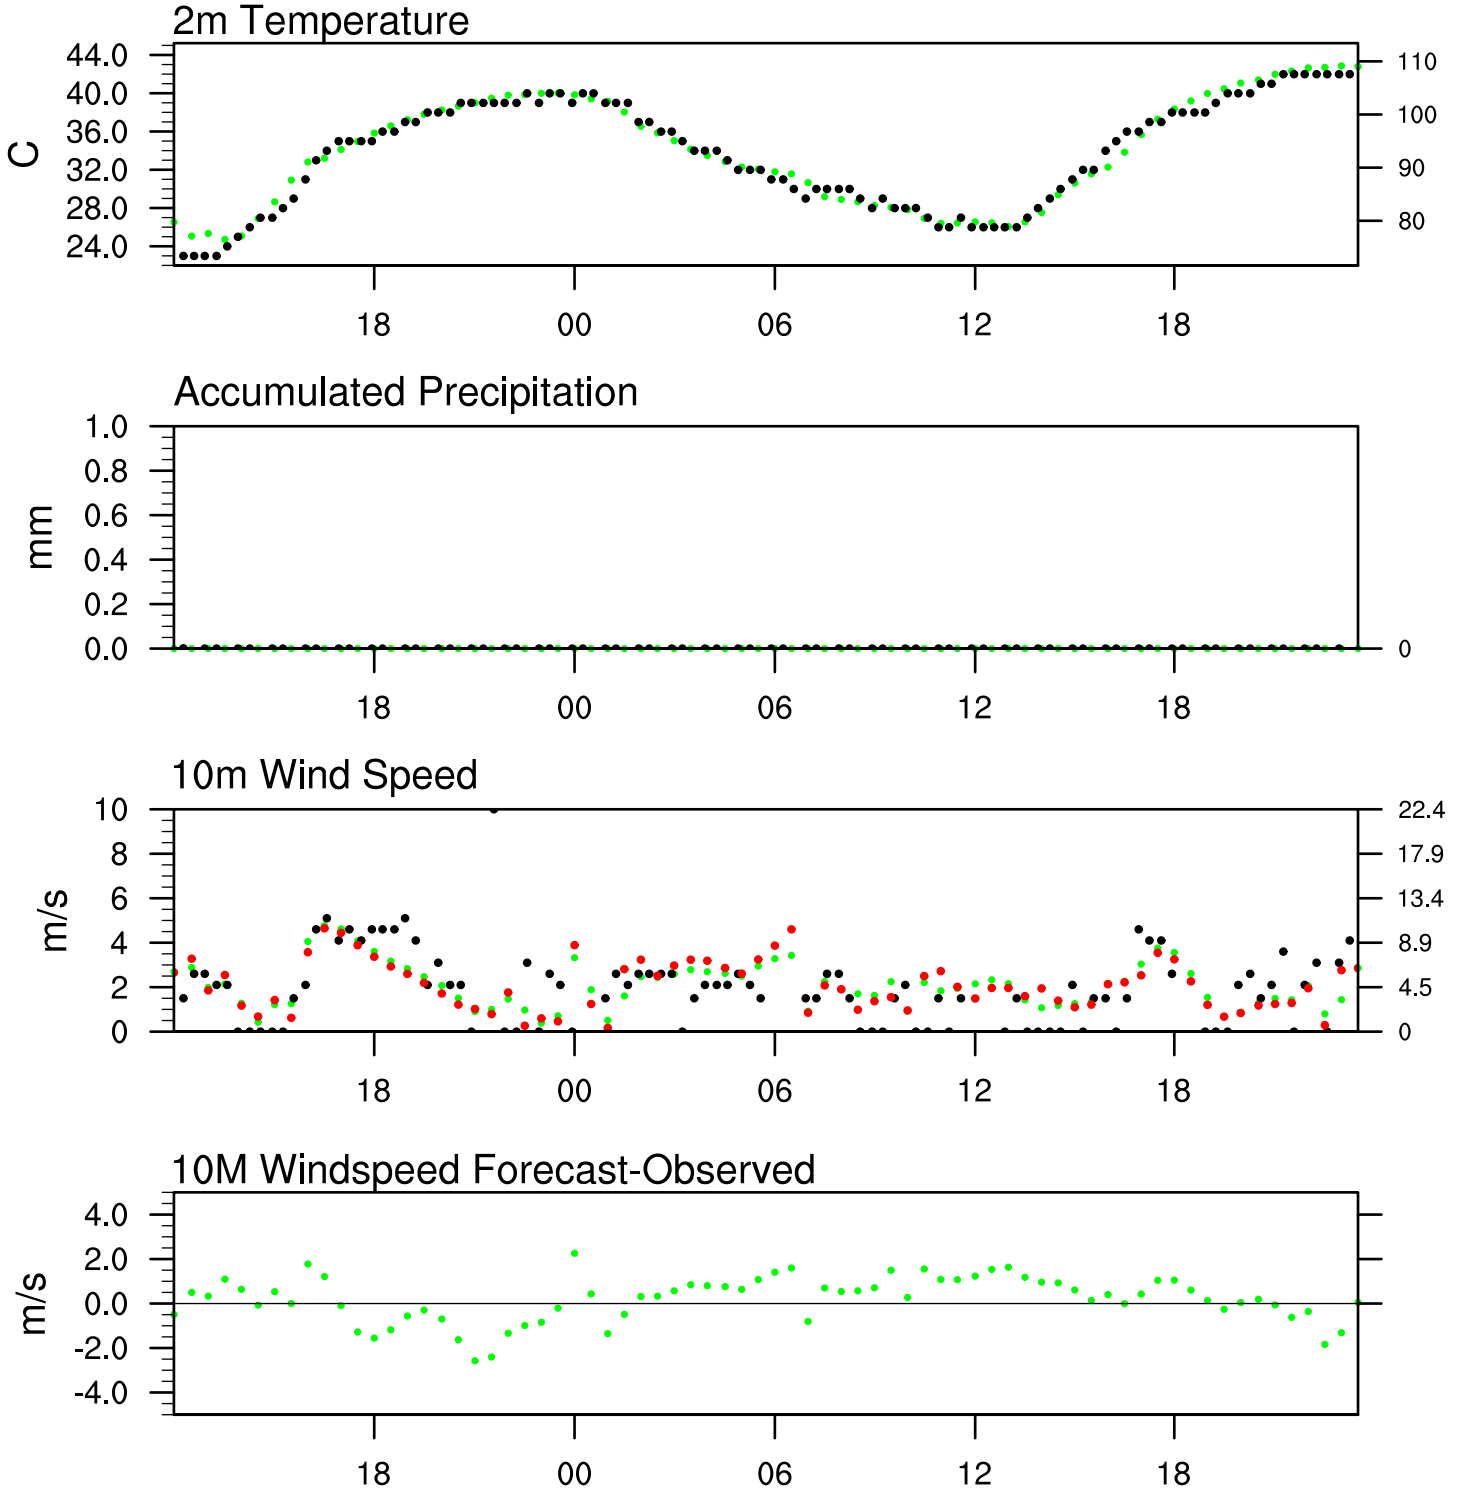 2m Temperature
44.0
40.0
36.0
32.0
28.0
24.0
C
110
100
90
80
18 00 06 12 18
Accumulated Precipitation
1.0
0.8
0.6
0.4
0.2
0.0
mm
0
18 00 06 12 18
10m Wind Speed
10
8
6
4
2
0
m/s
22.4
17.9
13.4
8.9
4.5
0
18 00 06 12 18
10M Windspeed Forecast-Observed
4.0
2.0
0.0
-2.0
-4.0
m/s
18 00 06 12 18